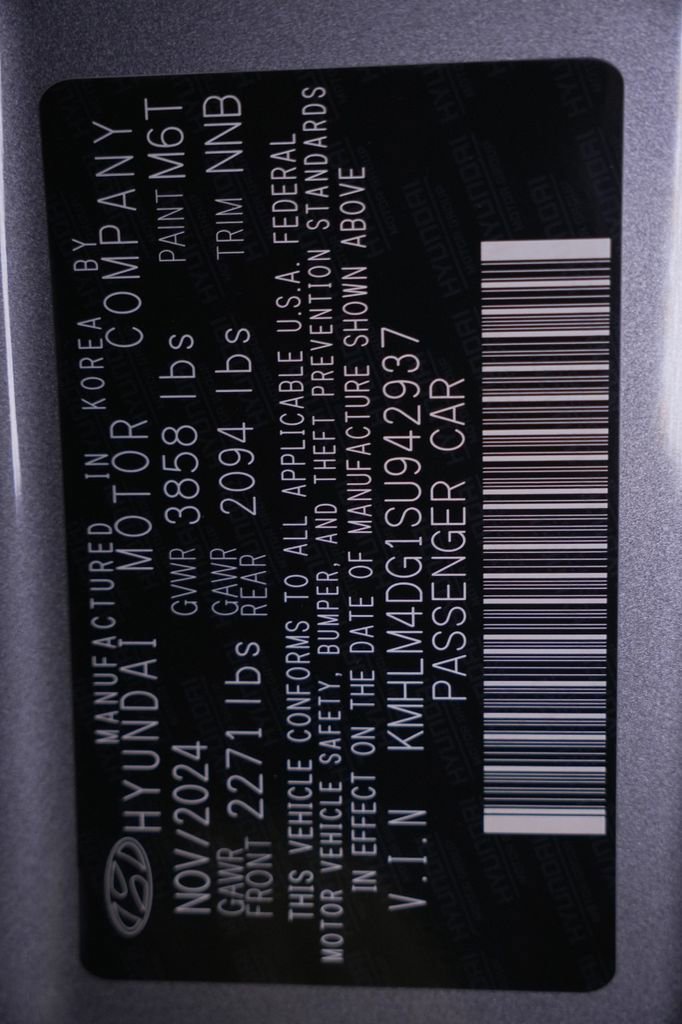 MANUFACTURED IN KOREA BY
HYUNDAI MOTOR COMPANY
NOV/2024 GVWR 3858 lbs PAINT M6T
GAWR FRONT 2271 lbs GAWR REAR 2094 lbs TRIM NNB
THIS VEHICLE CONFORMS TO ALL APPLICABLE U.S.A. FEDERAL
MOTOR VEHICLE SAFETY, BUMPER, AND THEFT PREVENTION STANDARDS
IN EFFECT ON THE DATE OF MANUFACTURE SHOWN ABOVE
V.I.N KMHLM4DG1SU942937
PASSENGER CAR